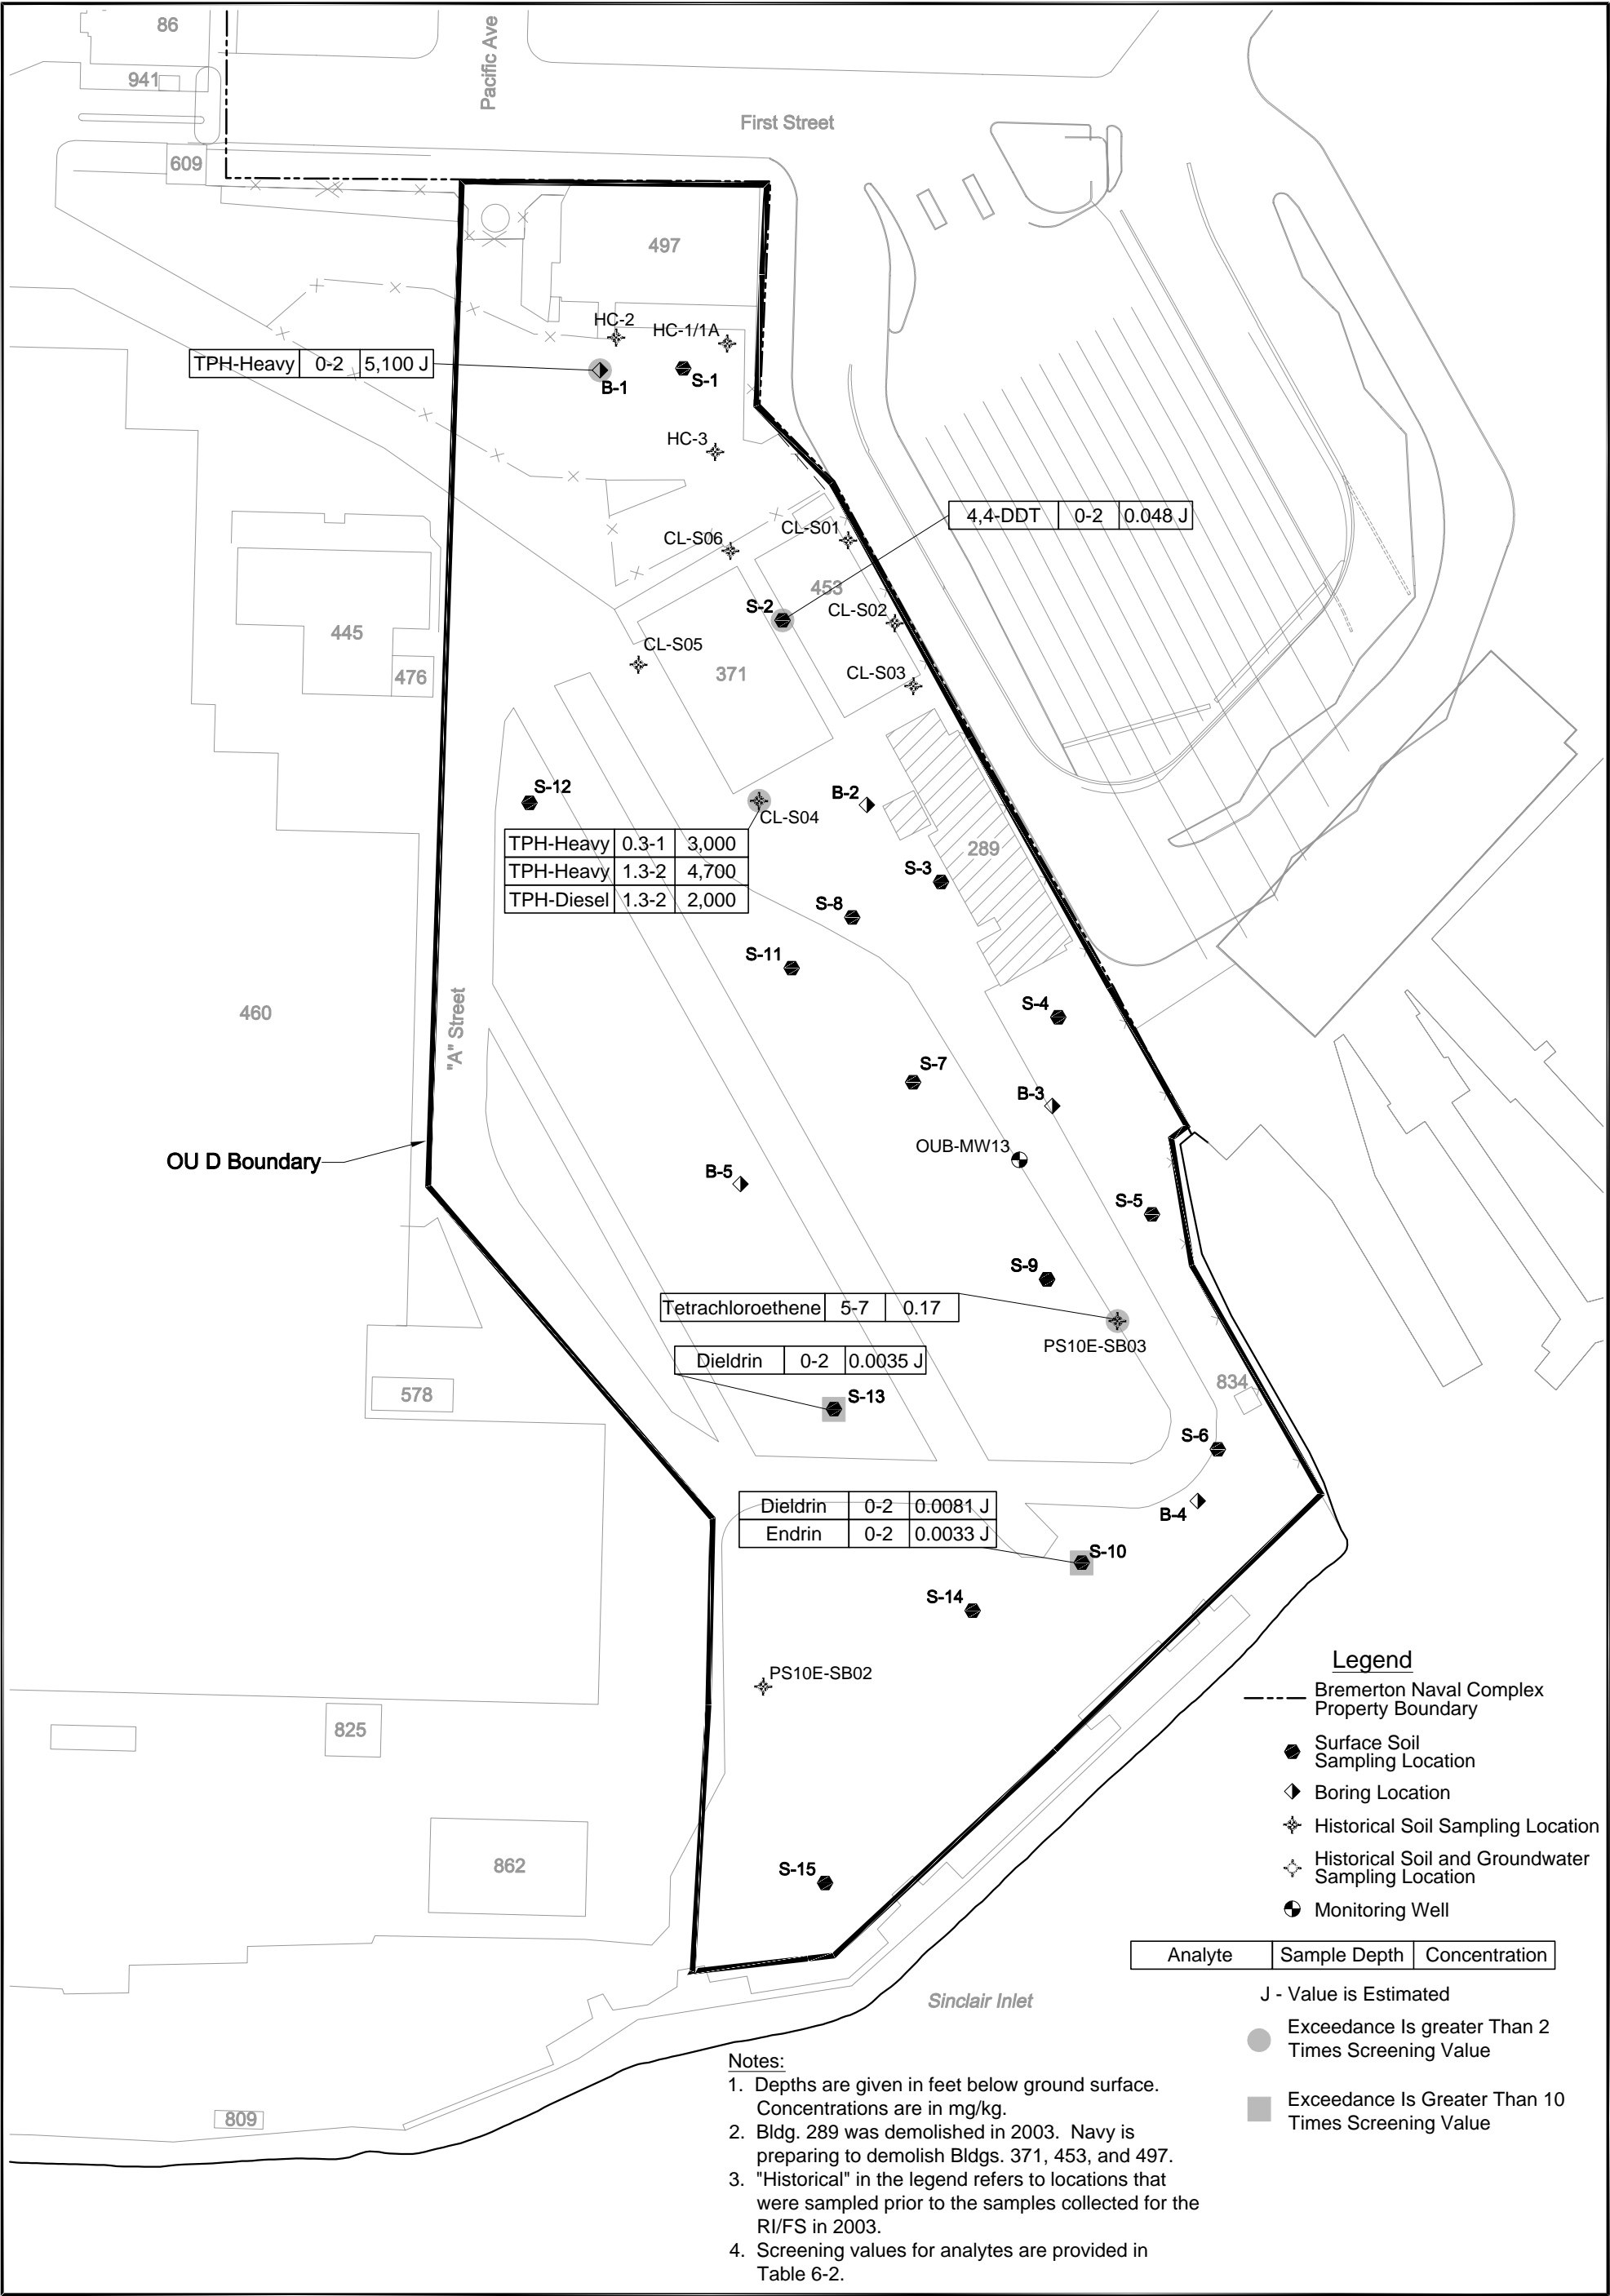 86
941
Pacific Ave
First Street
609
497
HC-2
HC-1/1A
TPH-Heavy 0-2 5,100 J
B-1
S-1
HC-3
4,4-DDT 0-2 0.048 J
CL-S01
CL-S06
453
S-2
CL-S02
445
CL-S05
371
476
CL-S03
S-12
B-2
CL-S04
TPH-Heavy 0.3-1 3,000
TPH-Heavy 1.3-2 4,700
TPH-Diesel 1.3-2 2,000
289
S-3
S-8
S-11
460
"A" Street
S-4
S-7
B-3
OUB-MW13
OU D Boundary
B-5
S-5
S-9
Tetrachloroethene 5-7 0.17
PS10E-SB03
Dieldrin 0-2 0.0035 J
834
578
S-13
S-6
Dieldrin 0-2 0.0081 J
Endrin 0-2 0.0033 J
B-4
S-10
S-14
PS10E-SB02
825
862
S-15
809
Sinclair Inlet
Legend
Bremerton Naval Complex
Property Boundary
Surface Soil
Sampling Location
Boring Location
Historical Soil Sampling Location
Historical Soil and Groundwater
Sampling Location
Monitoring Well
Analyte Sample Depth Concentration
J - Value is Estimated
Exceedance Is greater Than 2
Times Screening Value
Exceedance Is Greater Than 10
Times Screening Value
Notes:
1. Depths are given in feet below ground surface.
Concentrations are in mg/kg.
2. Bldg. 289 was demolished in 2003. Navy is
preparing to demolish Bldgs. 371, 453, and 497.
3. "Historical" in the legend refers to locations that
were sampled prior to the samples collected for the
RI/FS in 2003.
4. Screening values for analytes are provided in
Table 6-2.